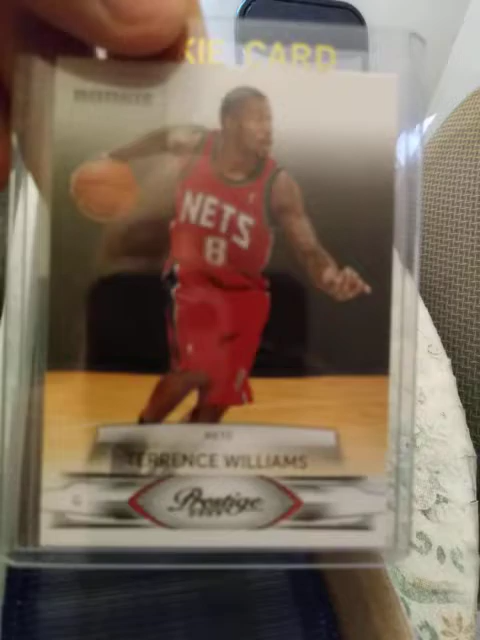 KIE CARD
NETS
8
NETS
TERRENCE WILLIAMS
G
Prestige